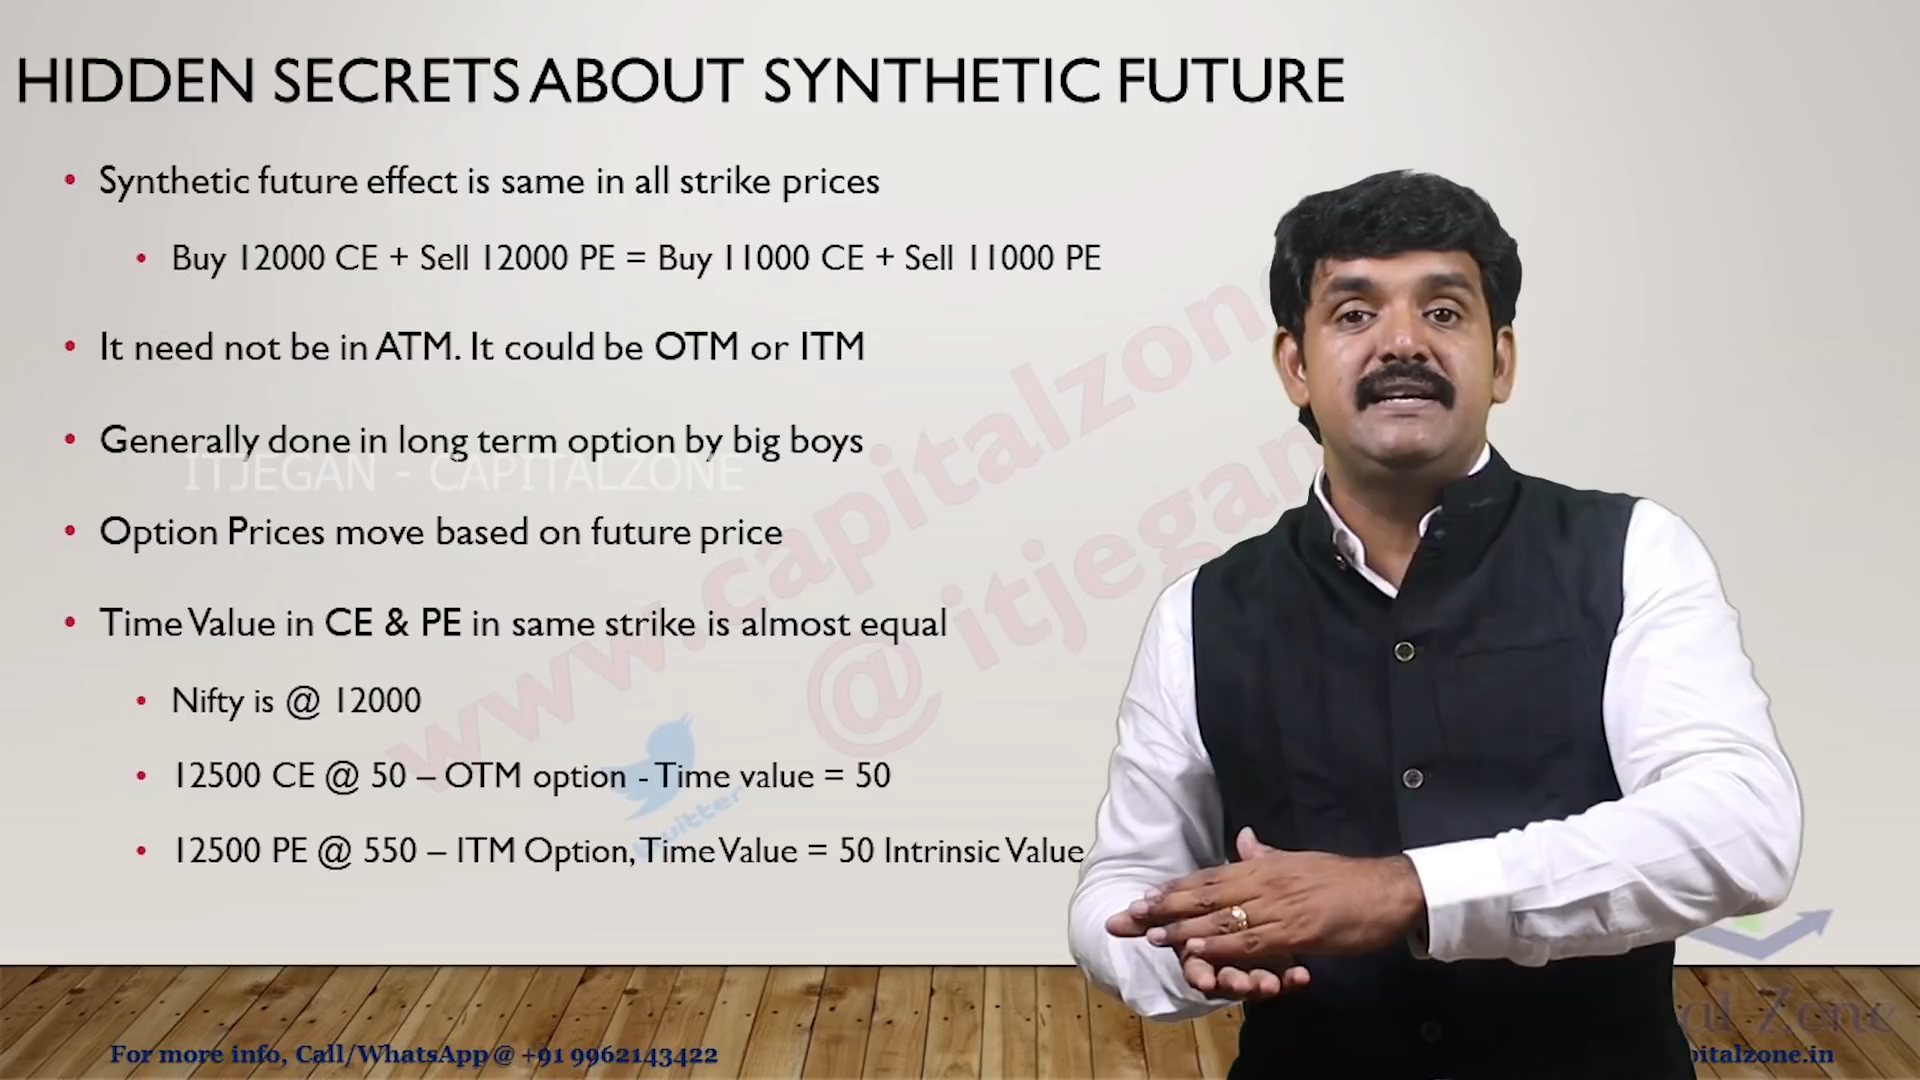 HIDDEN SECRETS ABOUT SYNTHETIC FUTURE
• Synthetic future effect is same in all strike prices
• Buy 12000 CE + Sell 12000 PE = Buy 11000 CE + Sell 11000 PE
• It need not be in ATM. It could be OTM or ITM
• Generally done in long term option by big boys
ITJEGAN - CAPITALZONE
• Option Prices move based on future price
• Time Value in CE & PE in same strike is almost equal
• Nifty is @ 12000
• 12500 CE @ 50 – OTM option - Time value = 50
• 12500 PE @ 550 – ITM Option, Time Value = 50 Intrinsic Value
www.capitalzon
@itjegan
twitter
al Zone
pitalzone.in
For more info, Call/WhatsApp @ +91 9962143422